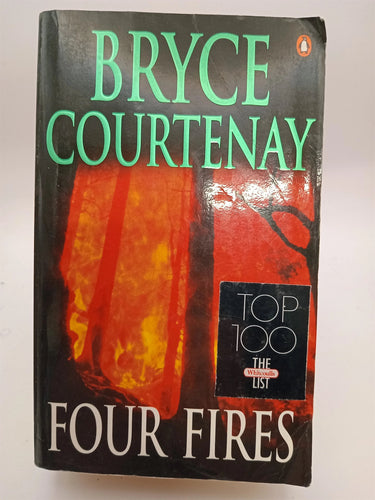 BRYCE
COURTENAY
TOP
100
THE
Whitcoulls
LIST
FOUR FIRES